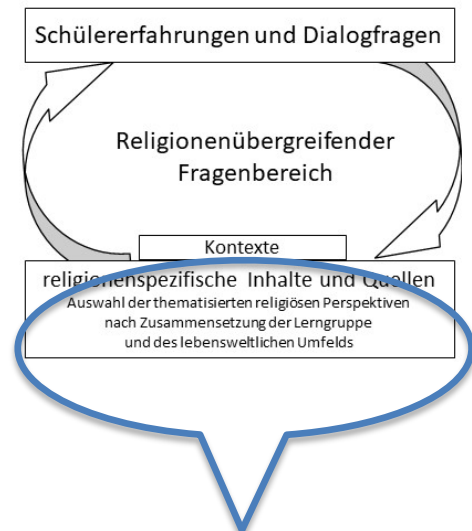 Schülererfahrungen und Dialogfragen
Religionenübergreifender
Fragenbereich
Kontexte
religionenspezifische Inhalte und Quellen
Auswahl der thematisierten religiösen Perspektiven
nach Zusammensetzung der Lerngruppe
und des lebensweltlichen Umfelds